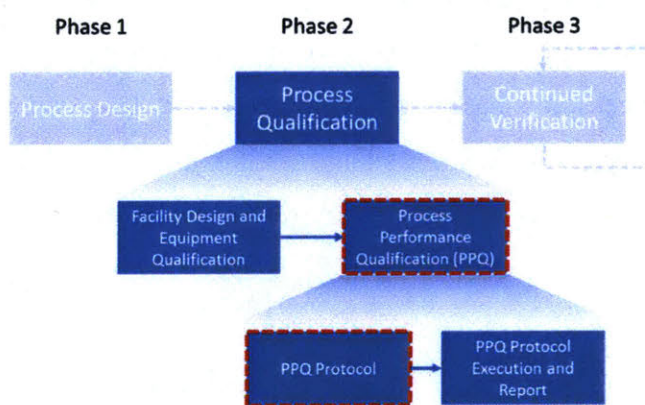 Phase 1
Phase 2
Phase 3
Process Design
Process
Qualification
Continued
Verification
Facility Design and
Equipment
Qualification
Process
Performance
Qualification (PPQ)
PPQ Protocol
PPQ Protocol
Execution and
Report